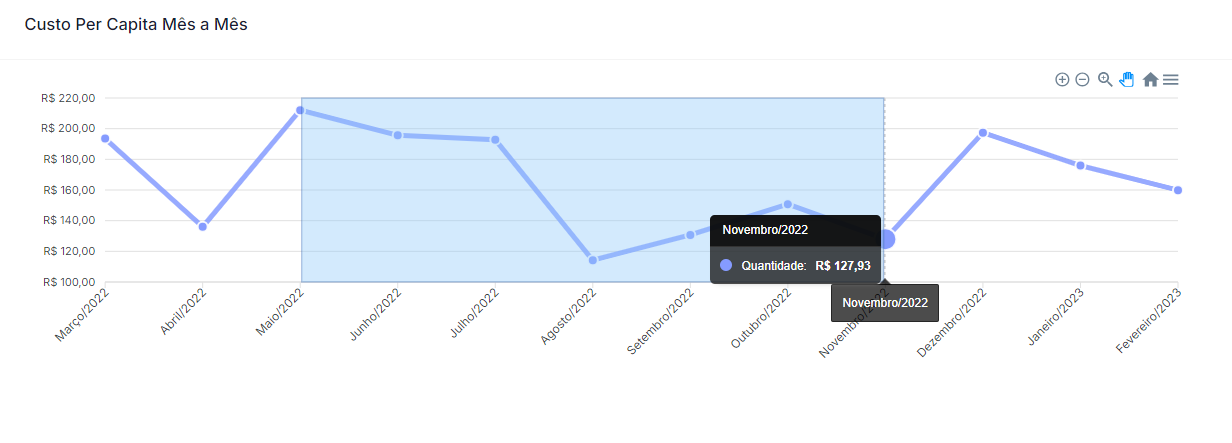 Custo Per Capita Mês a Mês
R$ 220,00
R$ 200,00
R$ 180,00
R$ 160,00
R$ 140,00
R$ 120,00
R$ 100,00
Novembro/2022
Quantidade: R$ 127,93
Março/2022
Abril/2022
Maio/2022
Junho/2022
Julho/2022
Agosto/2022
Setembro/2022
Outubro/2022
Novembro/2022
Novembro/2022
Dezembro/2022
Janeiro/2023
Fevereiro/2023